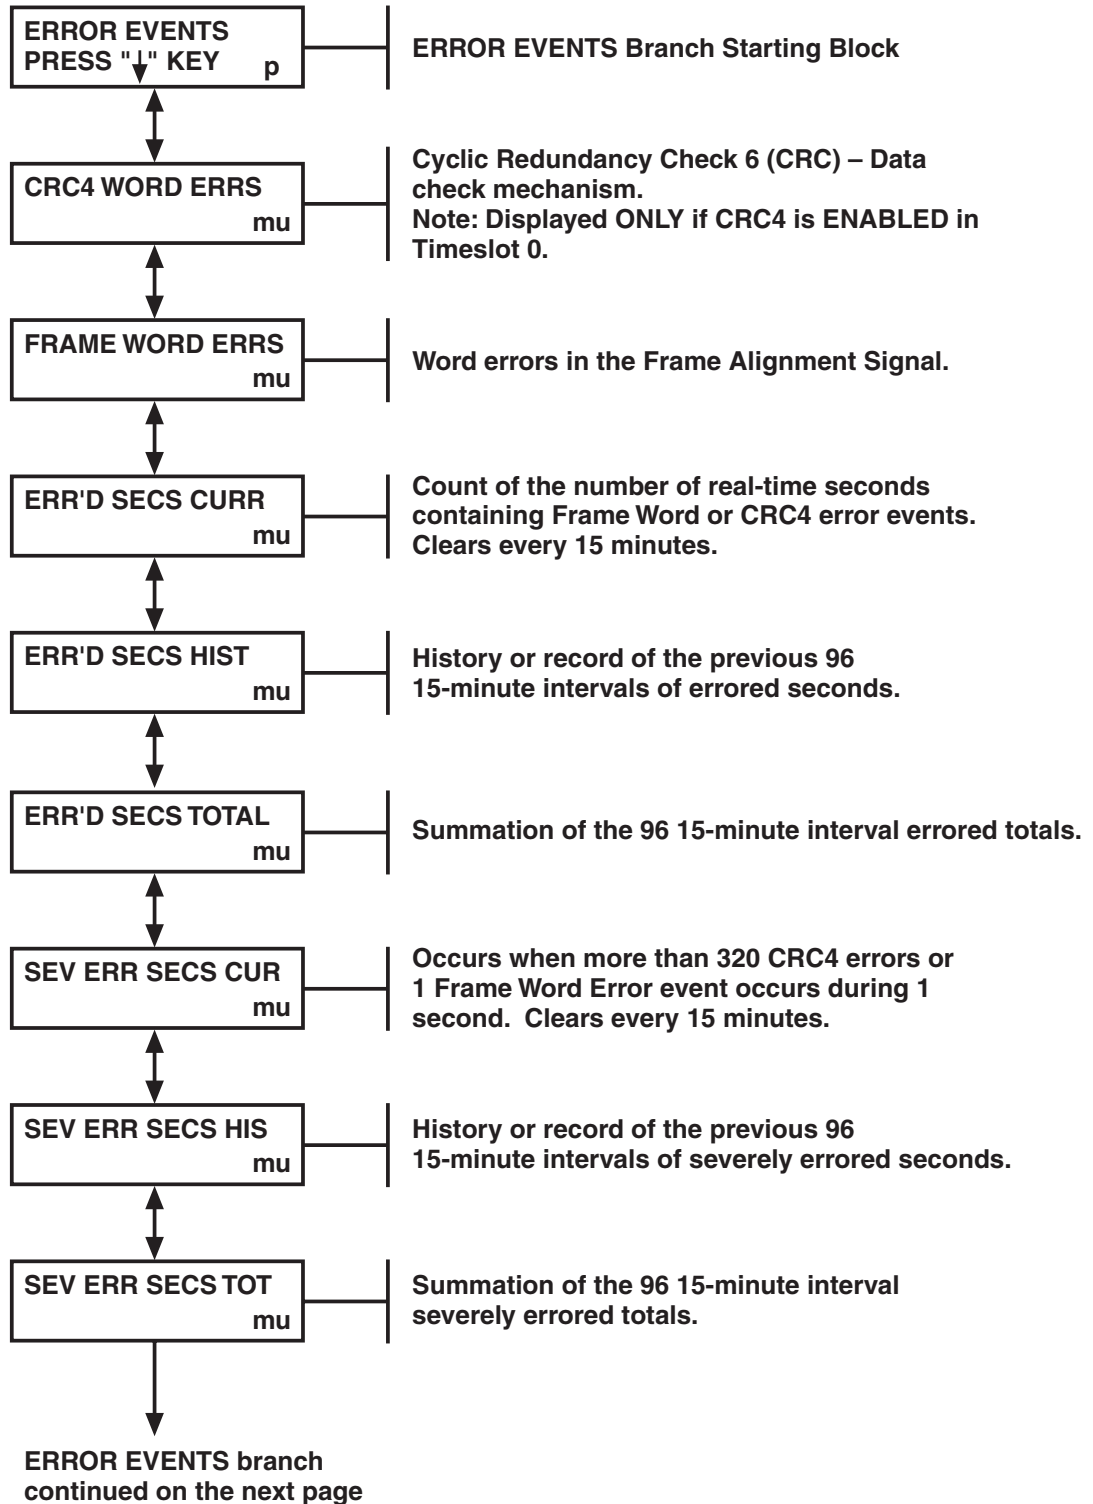 ERROR EVENTS
PRESS "↓" KEY p
ERROR EVENTS Branch Starting Block
CRC4 WORD ERRS
mu
Cyclic Redundancy Check 6 (CRC) – Data
check mechanism.
Note: Displayed ONLY if CRC4 is ENABLED in
Timeslot 0.
FRAME WORD ERRS
mu
Word errors in the Frame Alignment Signal.
ERR'D SECS CURR
mu
Count of the number of real-time seconds
containing Frame Word or CRC4 error events.
Clears every 15 minutes.
ERR'D SECS HIST
mu
History or record of the previous 96
15-minute intervals of errored seconds.
ERR'D SECS TOTAL
mu
Summation of the 96 15-minute interval errored totals.
SEV ERR SECS CUR
mu
Occurs when more than 320 CRC4 errors or
1 Frame Word Error event occurs during 1
second. Clears every 15 minutes.
SEV ERR SECS HIS
mu
History or record of the previous 96
15-minute intervals of severely errored seconds.
SEV ERR SECS TOT
mu
Summation of the 96 15-minute interval
severely errored totals.
ERROR EVENTS branch
continued on the next page